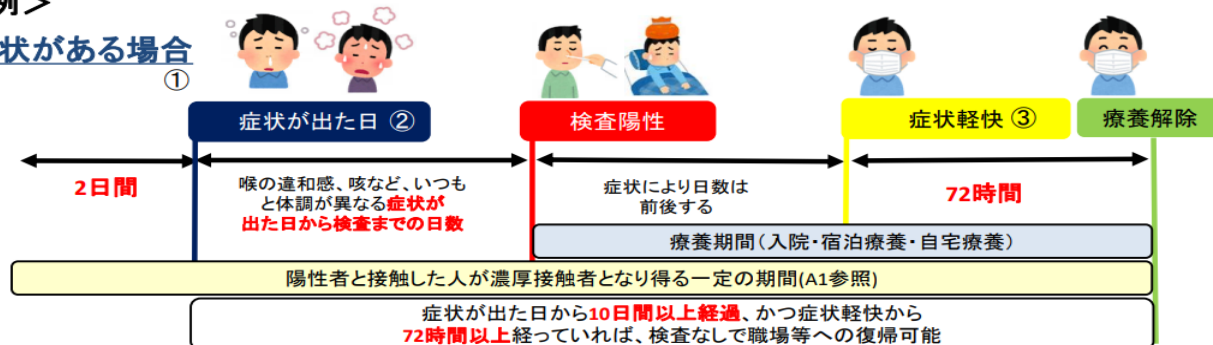 例＞
状がある場合
①
症状が出た日 ②
検査陽性
症状軽快 ③
療養解除
2日間
喉の違和感、咳など、いつも
と体調が異なる症状が
出た日から検査までの日数
症状により日数は
前後する
72時間
療養期間（入院・宿泊療養・自宅療養）
陽性者と接触した人が濃厚接触者となり得る一定の期間(A1参照)
症状が出た日から10日間以上経過、かつ症状軽快から
72時間以上経っていれば、検査なしで職場等への復帰可能